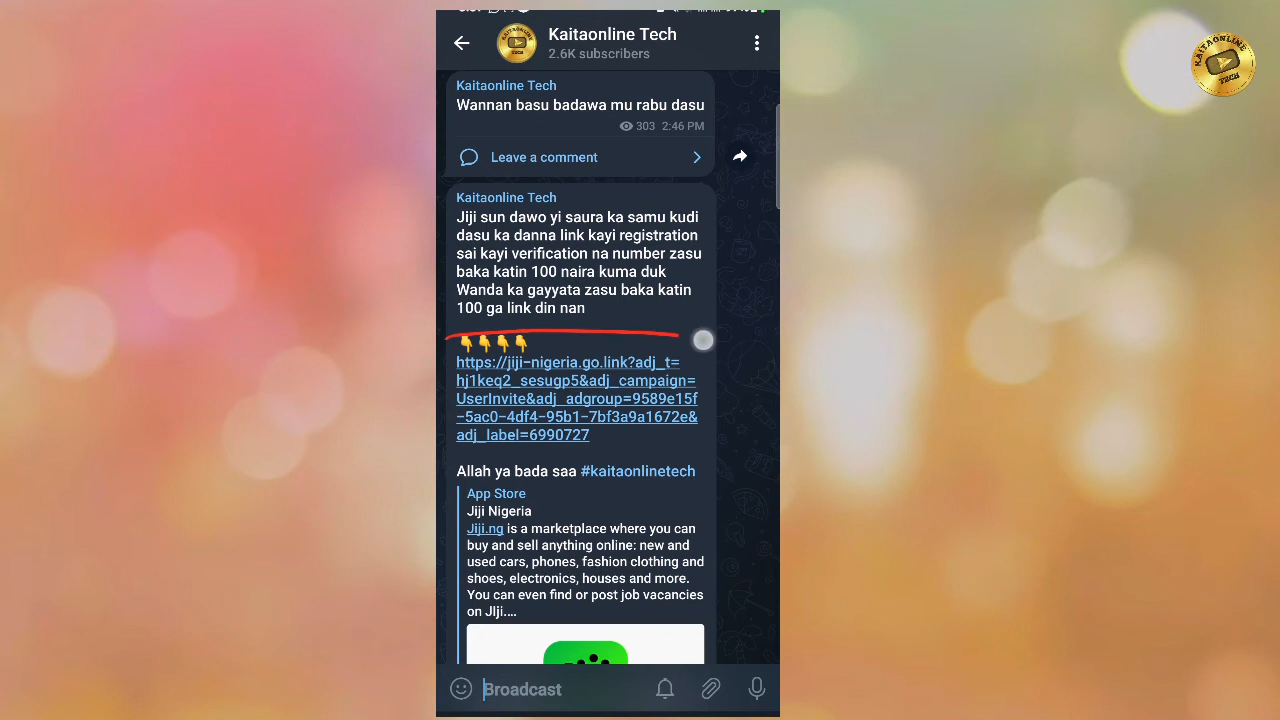 Kaitaonline Tech
2.6K subscribers
Kaitaonline Tech
Wannan basu badawa mu rabu dasu
303 2:46 PM
Leave a comment
Kaitaonline Tech
Jiji sun dawo yi saura ka samu kudi
dasu ka danna link kayi registration
sai kayi verification na number zasu
baka katin 100 naira kuma duk
Wanda ka gayyata zasu baka katin
100 ga link din nan
👇👇👇👇
https://jiji-nigeria.go.link?adj_t=
hj1keq2_sesugp5&adj_campaign=
UserInvite&adj_adgroup=9589e15f
-5ac0-4df4-95b1-7bf3a9a1672e&
adj_label=6990727
Allah ya bada saa #kaitaonlinetech
App Store
Jiji Nigeria
Jiji.ng is a marketplace where you can
buy and sell anything online: new and
used cars, phones, fashion clothing and
shoes, electronics, houses and more.
You can even find or post job vacancies
on JIji....
Broadcast
KAITAONLINE
TECH